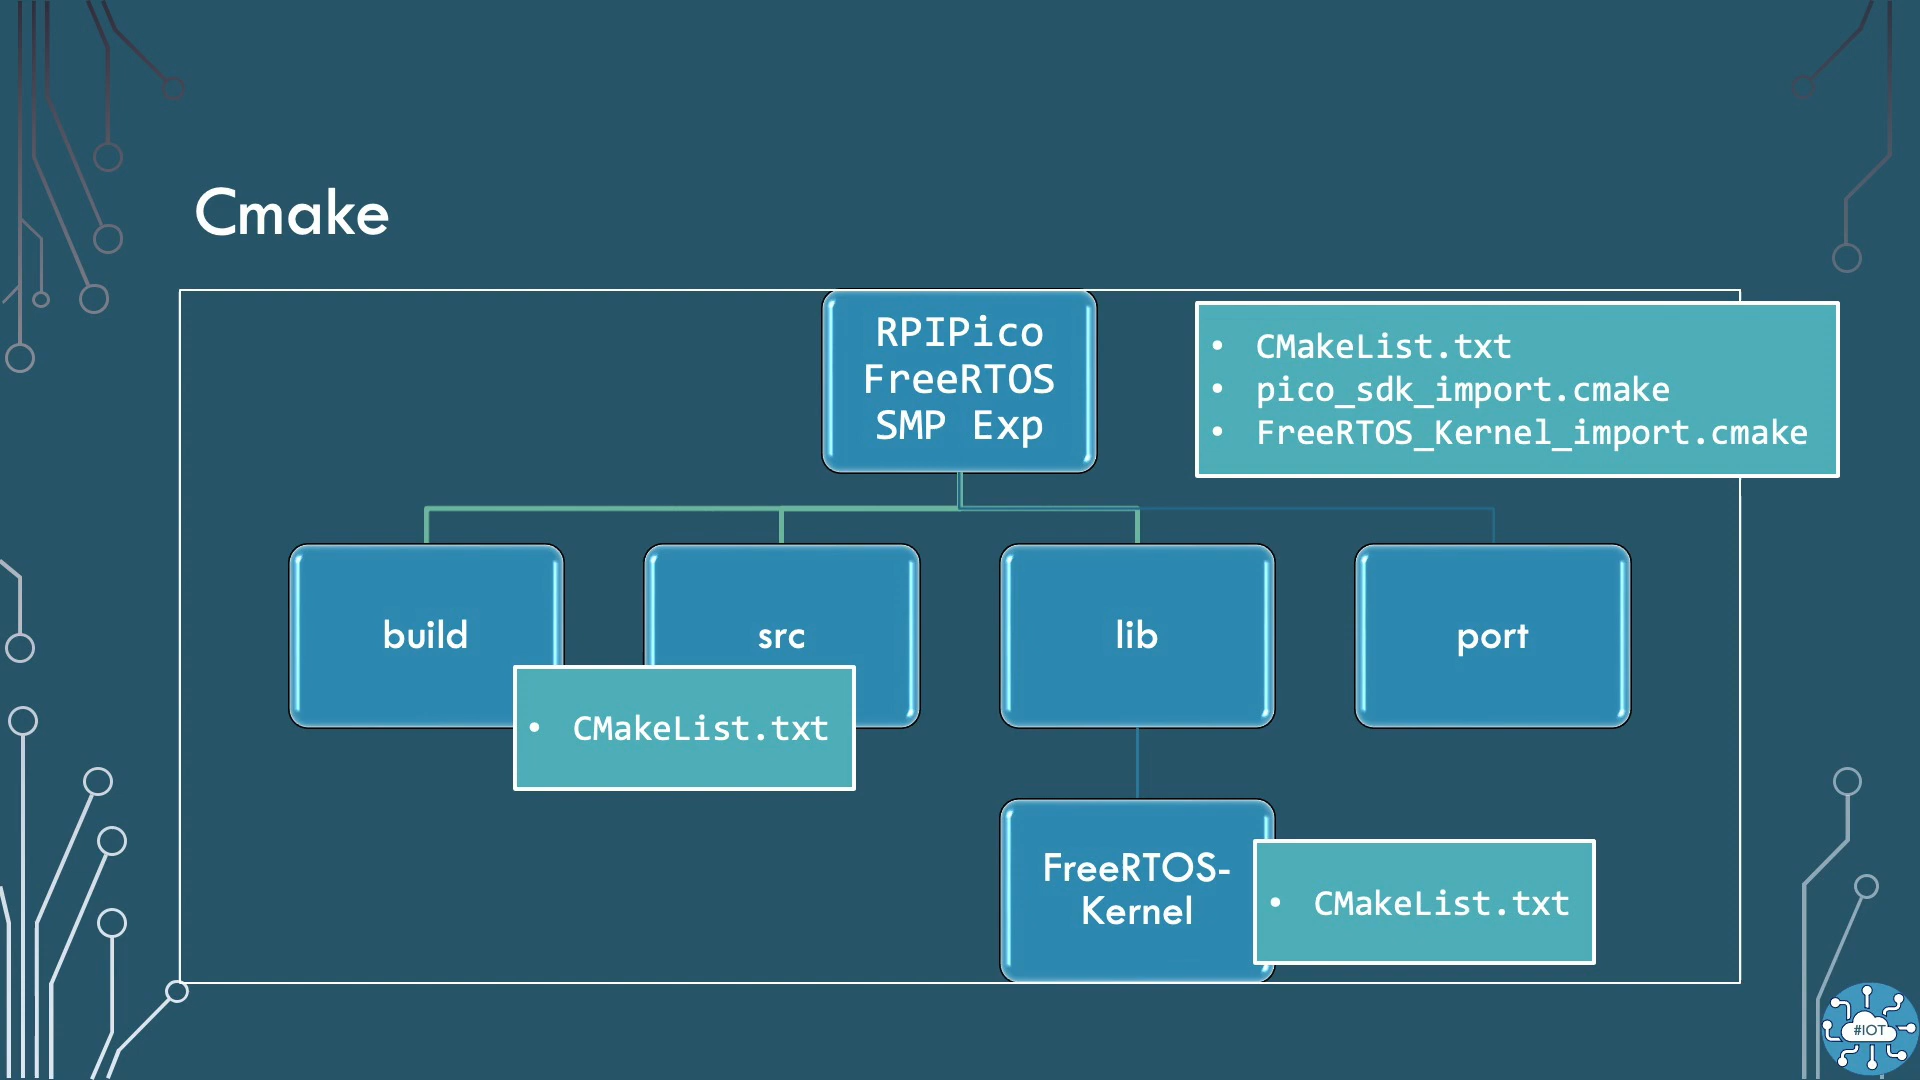 Cmake
RPIPico
FreeRTOS
SMP Exp
• CMakeList.txt
• pico_sdk_import.cmake
• FreeRTOS_Kernel_import.cmake
build
src
lib
port
• CMakeList.txt
FreeRTOS-
Kernel
• CMakeList.txt
#IOT